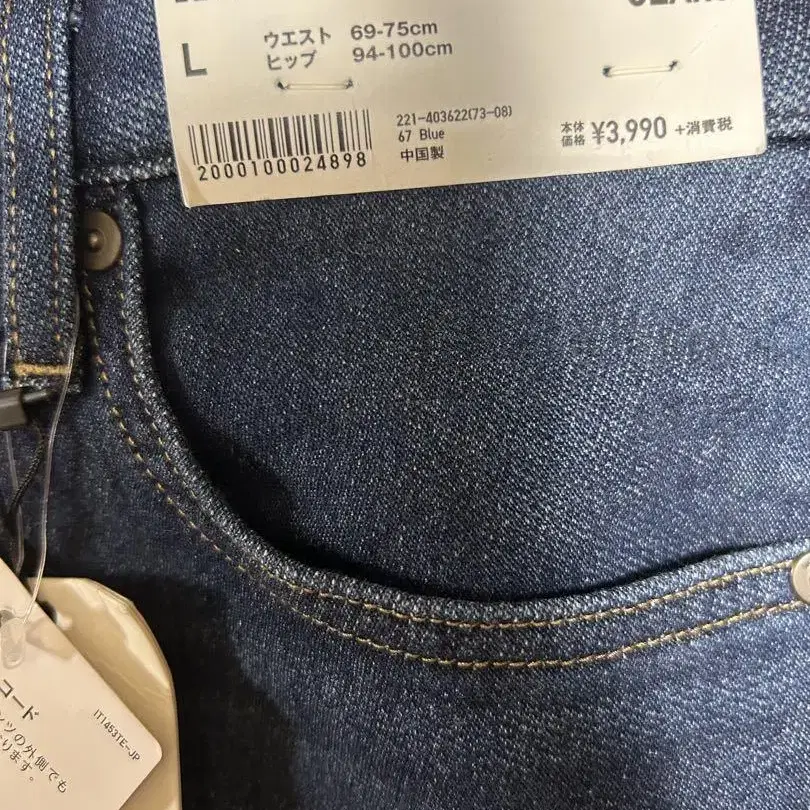 L
ウエスト 69-75cm
ヒップ 94-100cm
2000100024898
221-403622(73-08)
67 Blue
中国製
本体
価格 ¥3,990 +消費税
コード
ンツの外側でも
ります。
IT1453TE-JP